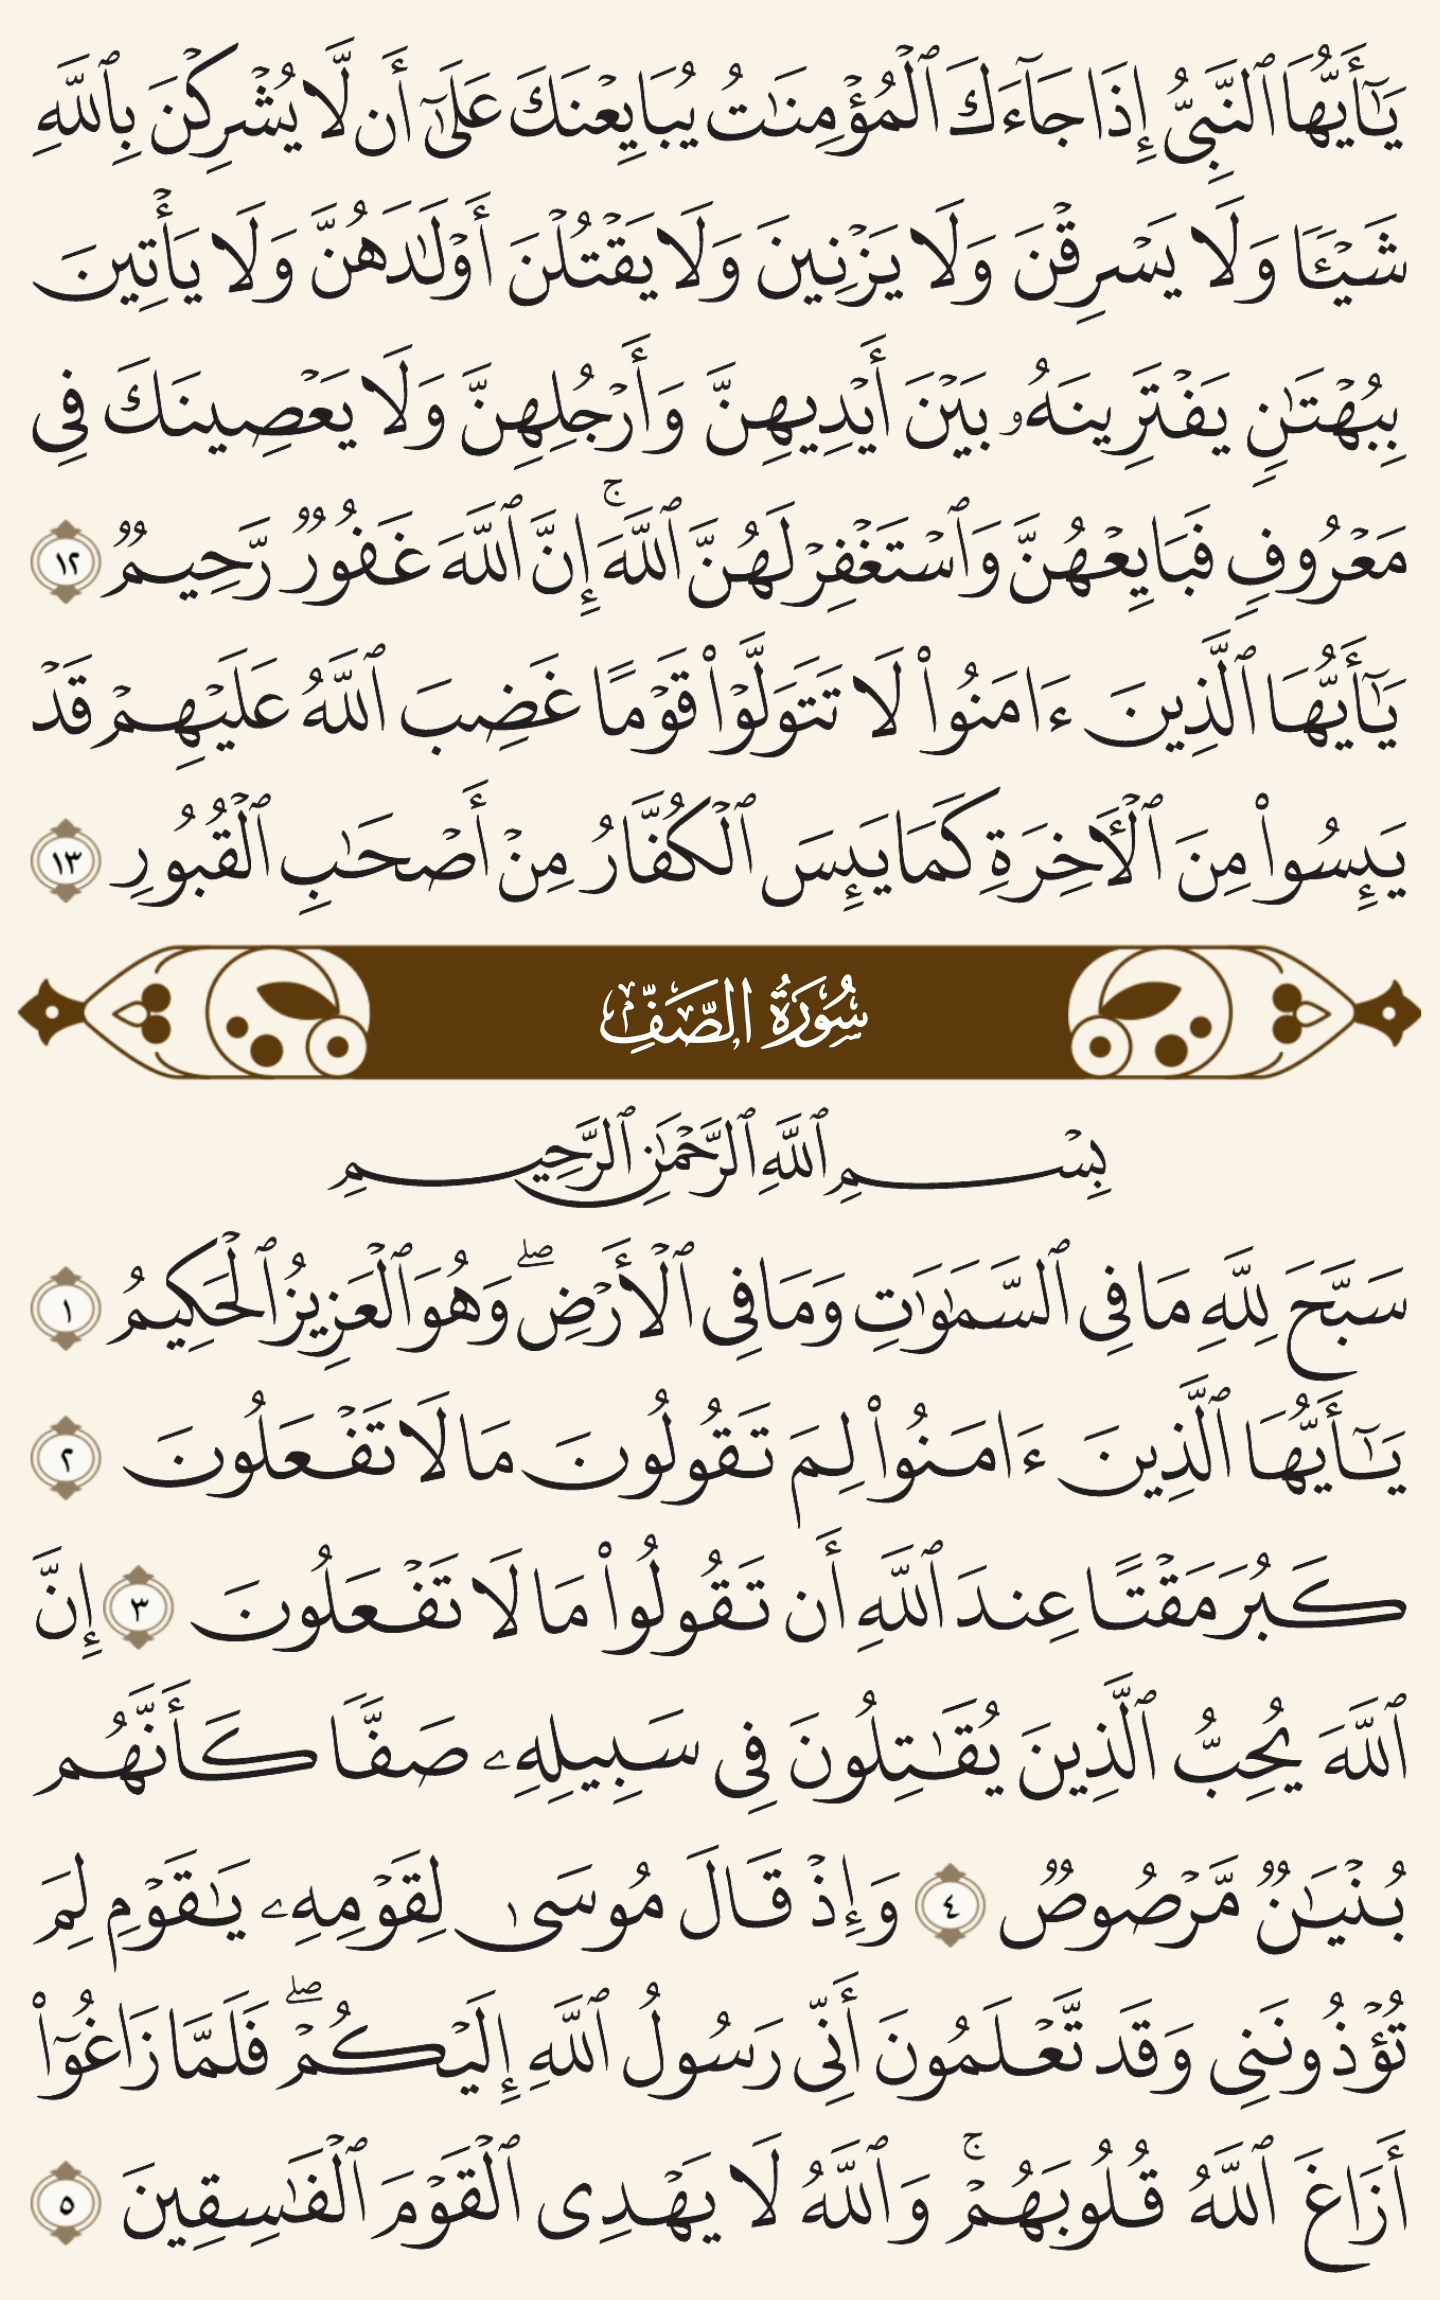 يَٰٓأَيُّهَا ٱلنَّبِىُّ إِذَا جَآءَكَ ٱلْمُؤْمِنَٰتُ يُبَايِعْنَكَ عَلَىٰٓ أَن لَّا يُشْرِكْنَ بِٱللَّهِ
شَيْـًٔا وَلَا يَسْرِقْنَ وَلَا يَزْنِينَ وَلَا يَقْتُلْنَ أَوْلَٰدَهُنَّ وَلَا يَأْتِينَ
بِبُهْتَٰنٍ يَفْتَرِينَهُۥ بَيْنَ أَيْدِيهِنَّ وَأَرْجُلِهِنَّ وَلَا يَعْصِينَكَ فِى
مَعْرُوفٍ فَبَايِعْهُنَّ وَٱسْتَغْفِرْ لَهُنَّ ٱللَّهَ ۚ إِنَّ ٱللَّهَ غَفُورٌ رَّحِيمٌ ١٢
يَٰٓأَيُّهَا ٱلَّذِينَ ءَامَنُوا۟ لَا تَتَوَلَّوْا۟ قَوْمًا غَضِبَ ٱللَّهُ عَلَيْهِمْ قَدْ
يَئِسُوا۟ مِنَ ٱلْـَٔاخِرَةِ كَمَا يَئِسَ ٱلْكُفَّارُ مِنْ أَصْحَٰبِ ٱلْقُبُورِ ١٣
سُورَةُ الصَّفِّ
بِسْمِ ٱللَّهِ ٱلرَّحْمَٰنِ ٱلرَّحِيمِ
سَبَّحَ لِلَّهِ مَا فِى ٱلسَّمَٰوَٰتِ وَمَا فِى ٱلْأَرْضِ ۖ وَهُوَ ٱلْعَزِيزُ ٱلْحَكِيمُ ١
يَٰٓأَيُّهَا ٱلَّذِينَ ءَامَنُوا۟ لِمَ تَقُولُونَ مَا لَا تَفْعَلُونَ ٢
كَبُرَ مَقْتًا عِندَ ٱللَّهِ أَن تَقُولُوا۟ مَا لَا تَفْعَلُونَ ٣ إِنَّ
ٱللَّهَ يُحِبُّ ٱلَّذِينَ يُقَٰتِلُونَ فِى سَبِيلِهِۦ صَفًّا كَأَنَّهُم
بُنْيَٰنٌ مَّرْصُوصٌ ٤ وَإِذْ قَالَ مُوسَىٰ لِقَوْمِهِۦ يَٰقَوْمِ لِمَ
تُؤْذُونَنِى وَقَد تَّعْلَمُونَ أَنِّى رَسُولُ ٱللَّهِ إِلَيْكُمْ ۖ فَلَمَّا زَاغُوٓا۟
أَزَاغَ ٱللَّهُ قُلُوبَهُمْ ۚ وَٱللَّهُ لَا يَهْدِى ٱلْقَوْمَ ٱلْفَٰسِقِينَ ٥